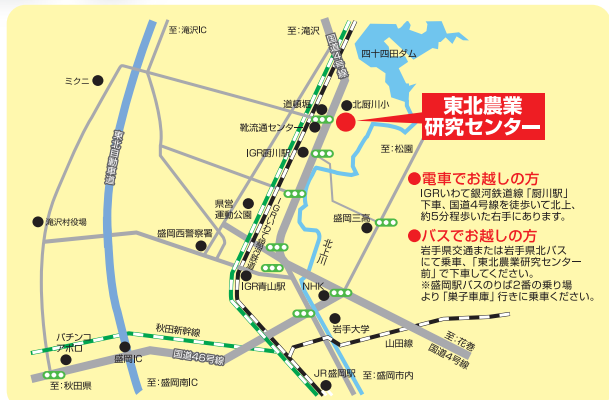 至:滝沢IC
至:滝沢
国道4号線
四十四田ダム
ミクニ
道頓堀
北厨川小
東北農業
研究センター
靴流通センター
東北自動車道
IGR厨川駅
至:松園
●電車でお越しの方
IGRいわて銀河鉄道線「厨川駅」
下車、国道4号線を徒歩いて北上、
約5分程歩いた右手にあります。
県営
運動公園
IGRいわて銀河鉄道
滝沢村役場
盛岡三高
盛岡西警察署
北上川
●バスでお越しの方
岩手県交通または岩手県北バス
にて乗車、「東北農業研究センター
前」で下車してください。
※盛岡駅バスのりば2番の乗り場
より「巣子車庫」行きに乗車ください。
IGR青山駅
NHK
岩手大学
秋田新幹線
山田線
至:花巻
国道4号線
パチンコ
アポロ
盛岡IC
国道46号線
JR盛岡駅
至:盛岡市内
至:秋田県
至:盛岡南IC